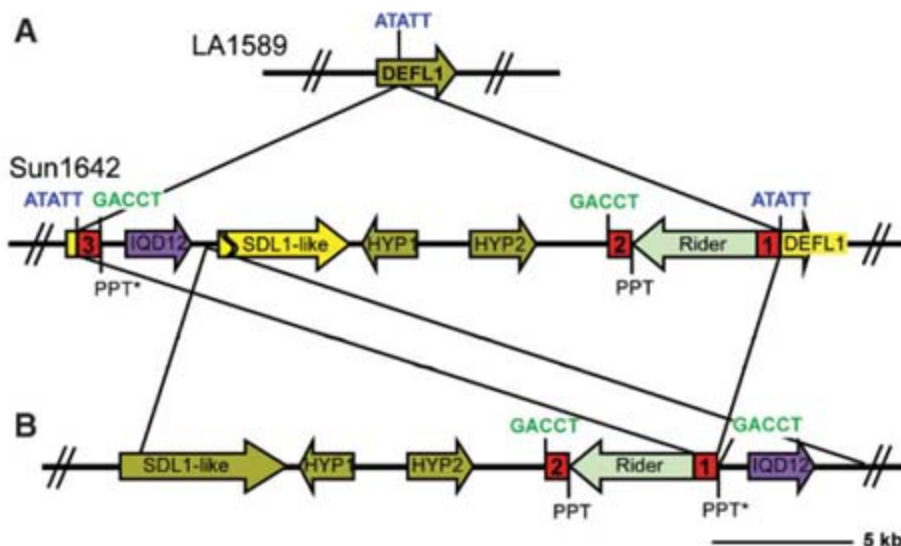 A
ATATT
LA1589
DEFL1
Sun1642
ATATT GACCT GACCT ATATT
3 IQD12 SDL1-like HYP1 HYP2 2 Rider 1 DEFL1
PPT* PPT
B
GACCT GACCT
SDL1-like HYP1 HYP2 2 Rider 1 IQD12
PPT PPT*
5 kb